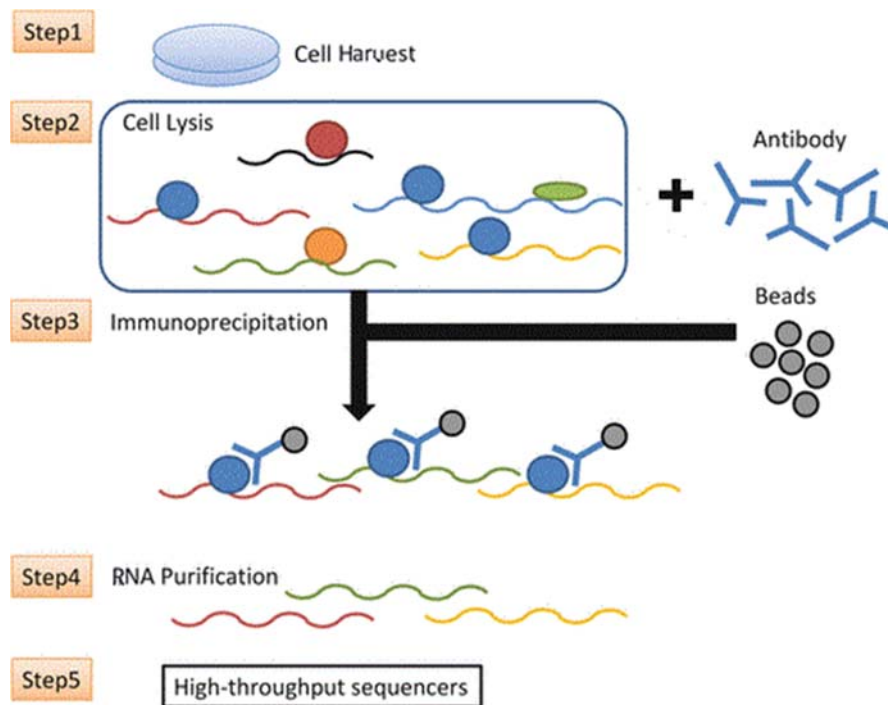 Step1
Cell Harvest
Step2
Cell Lysis
Antibody
Step3
Immunoprecipitation
Beads
Step4
RNA Purification
Step5
High-throughput sequencers